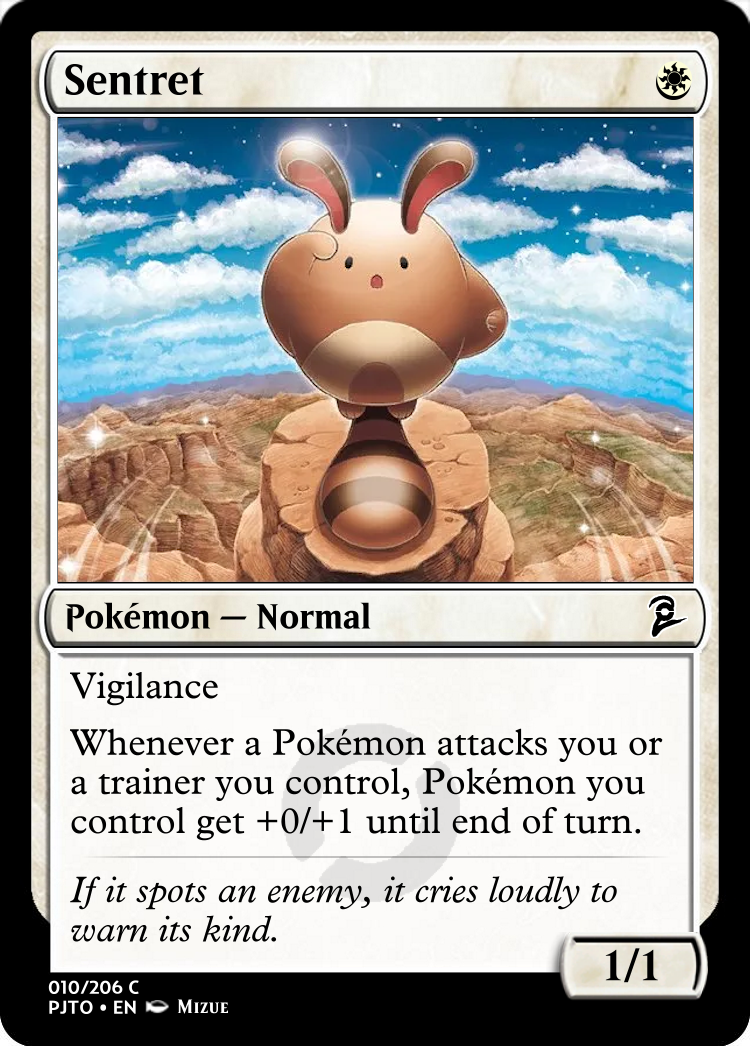 Sentret
Pokémon — Normal
Vigilance
Whenever a Pokémon attacks you or
a trainer you control, Pokémon you
control get +0/+1 until end of turn.
If it spots an enemy, it cries loudly to
warn its kind.
1/1
010/206 C
PJTO • EN Mizue